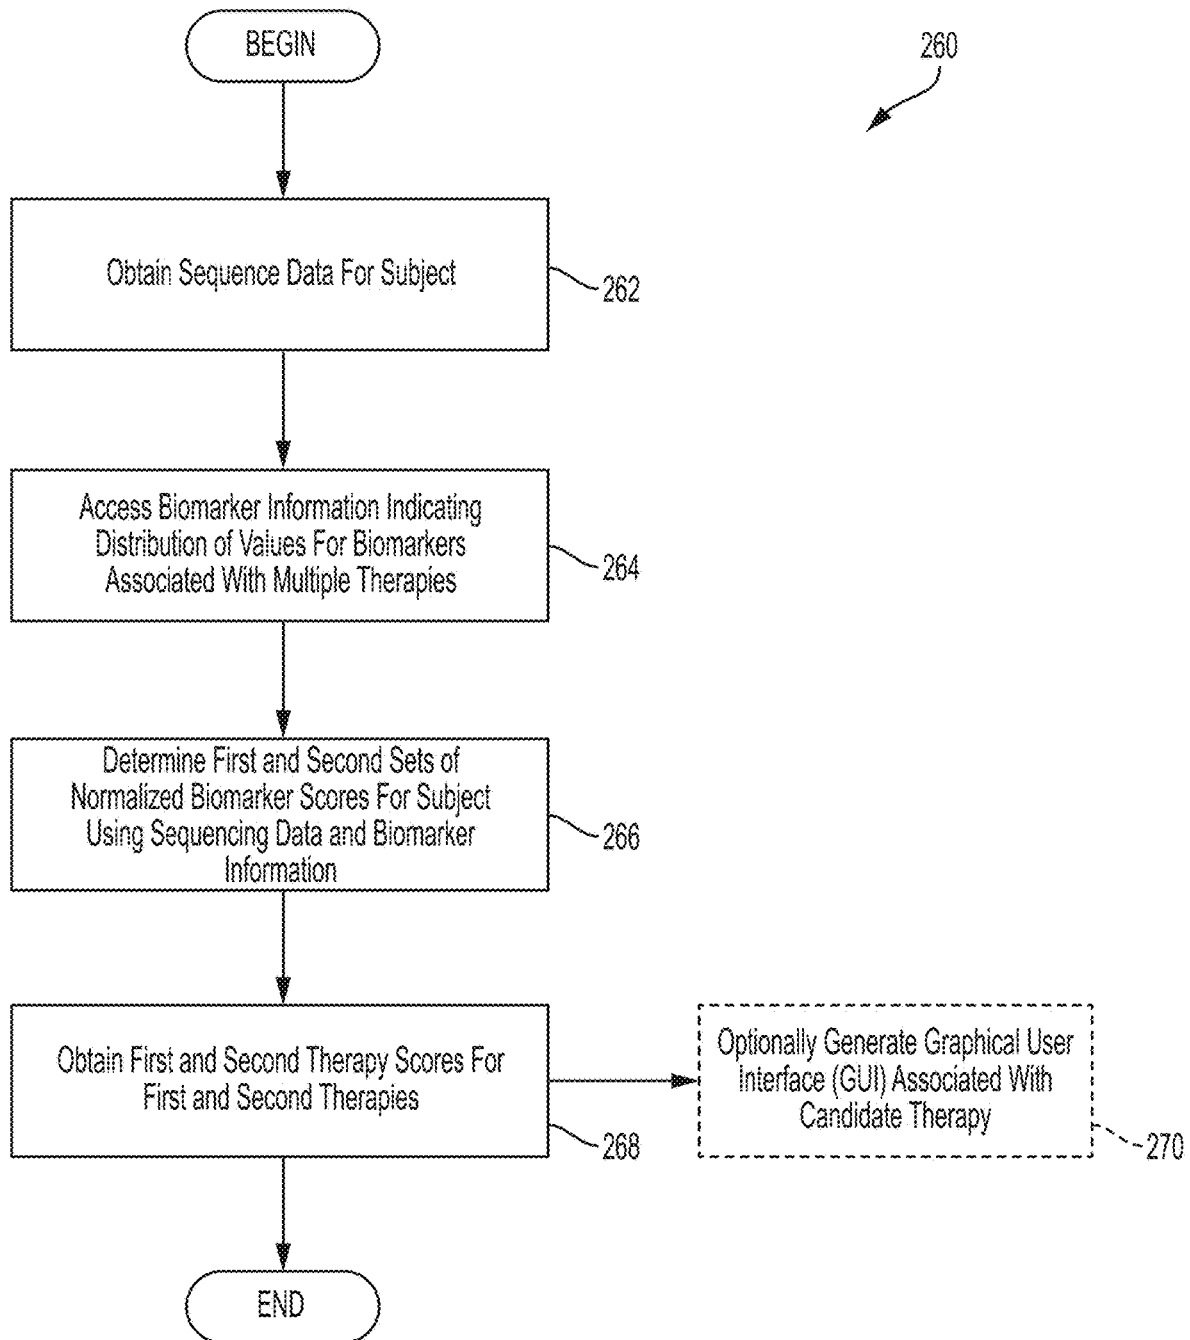 BEGIN
260
Obtain Sequence Data For Subject
262
Access Biomarker Information Indicating
Distribution of Values For Biomarkers
Associated With Multiple Therapies
264
Determine First and Second Sets of
Normalized Biomarker Scores For Subject
Using Sequencing Data and Biomarker
Information
266
Obtain First and Second Therapy Scores For
First and Second Therapies
268
Optionally Generate Graphical User
Interface (GUI) Associated With
Candidate Therapy
270
END